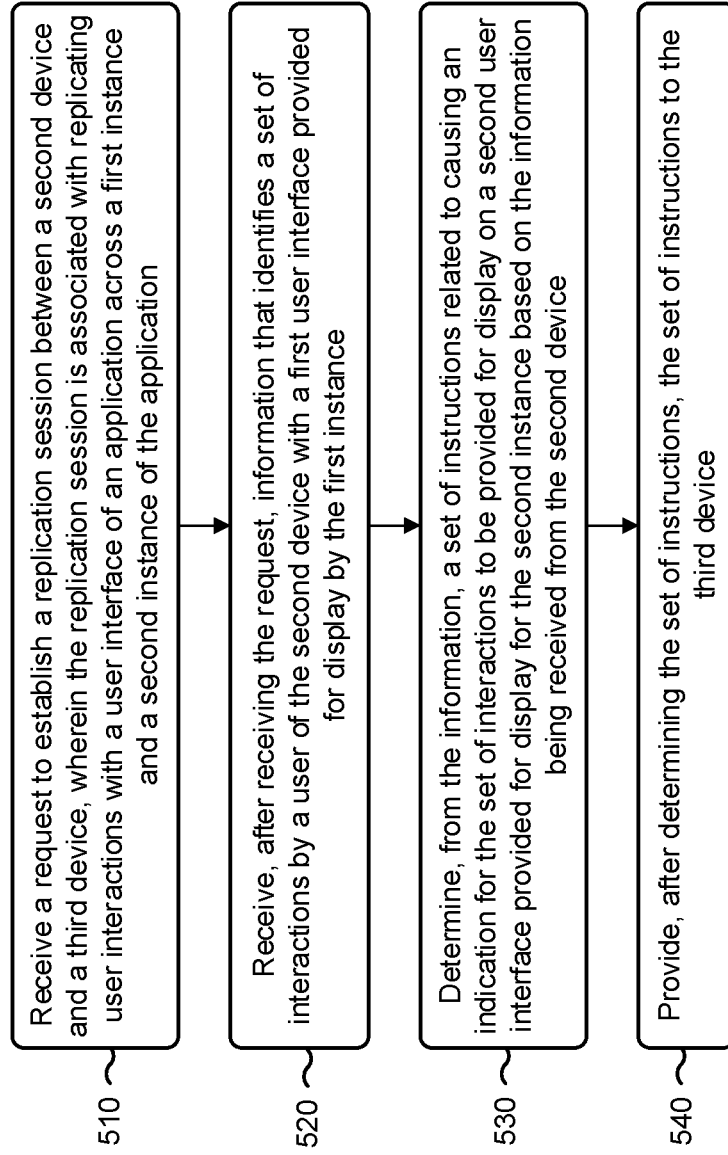 510
Receive a request to establish a replication session between a second device
and a third device, wherein the replication session is associated with replicating
user interactions with a user interface of an application across a first instance
and a second instance of the application
520
Receive, after receiving the request, information that identifies a set of
interactions by a user of the second device with a first user interface provided
for display by the first instance
530
Determine, from the information, a set of instructions related to causing an
indication for the set of interactions to be provided for display on a second user
interface provided for display for the second instance based on the information
being received from the second device
540
Provide, after determining the set of instructions, the set of instructions to the
third device